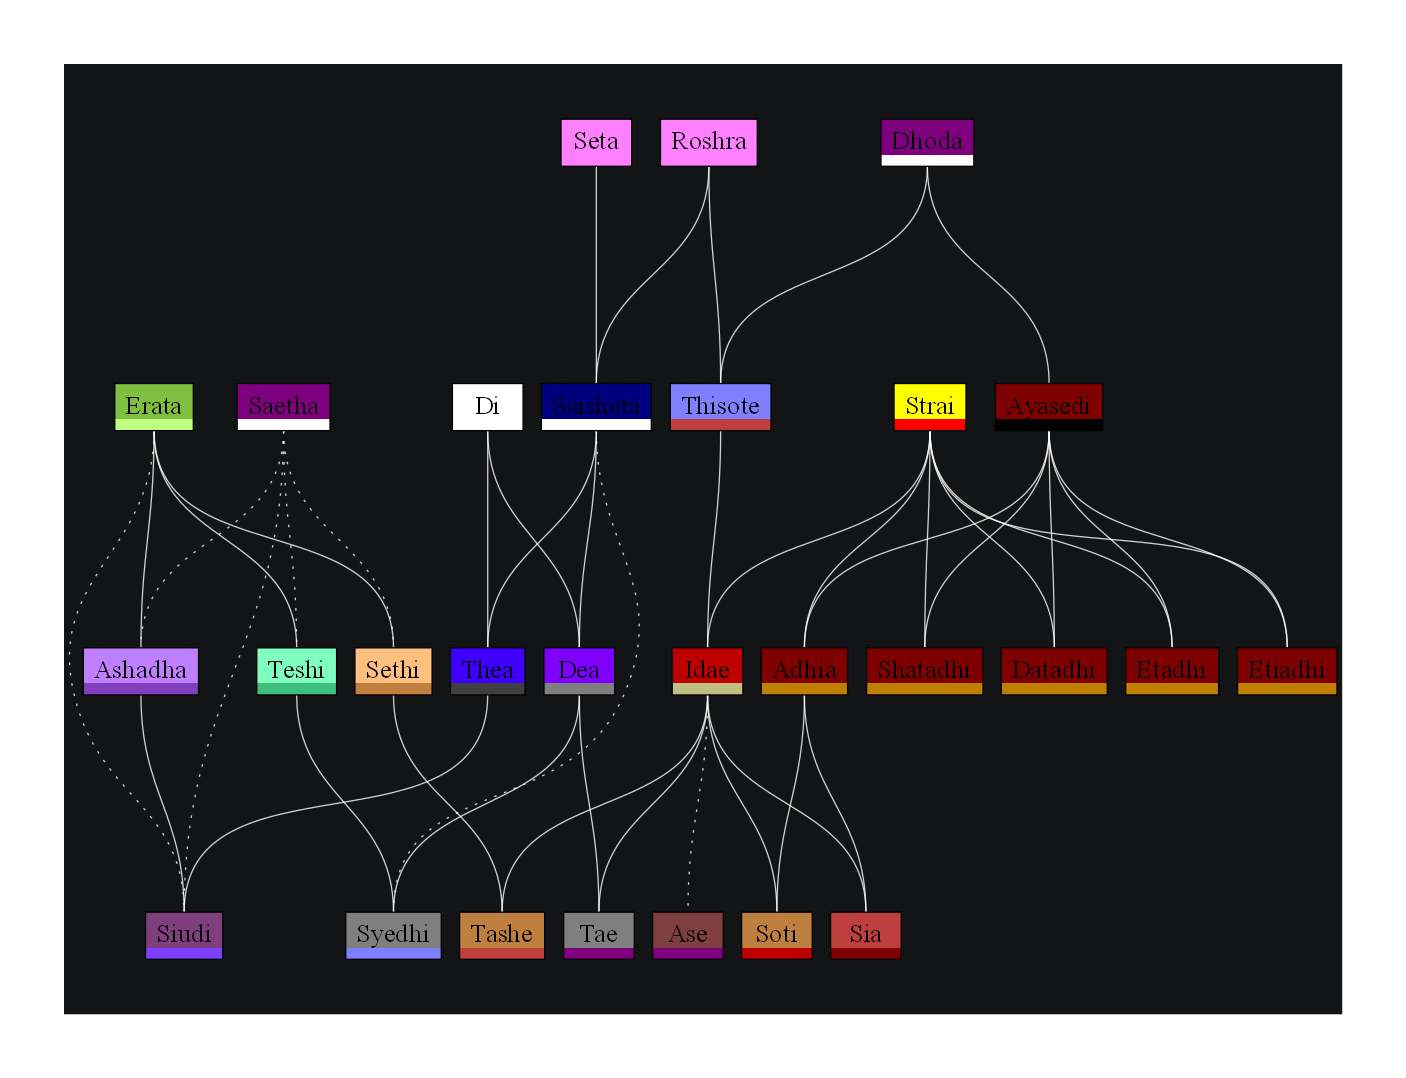 Seta
Roshra
Dhoda
Erata
Saetha
Di
Saisheta
Thisote
Strai
Ayasedi
Ashadha
Teshi
Sethi
Thea
Dea
Idae
Adhia
Shatadhi
Datadhi
Etadhi
Etiadhi
Siudi
Syedhi
Tashe
Tae
Ase
Soti
Sia